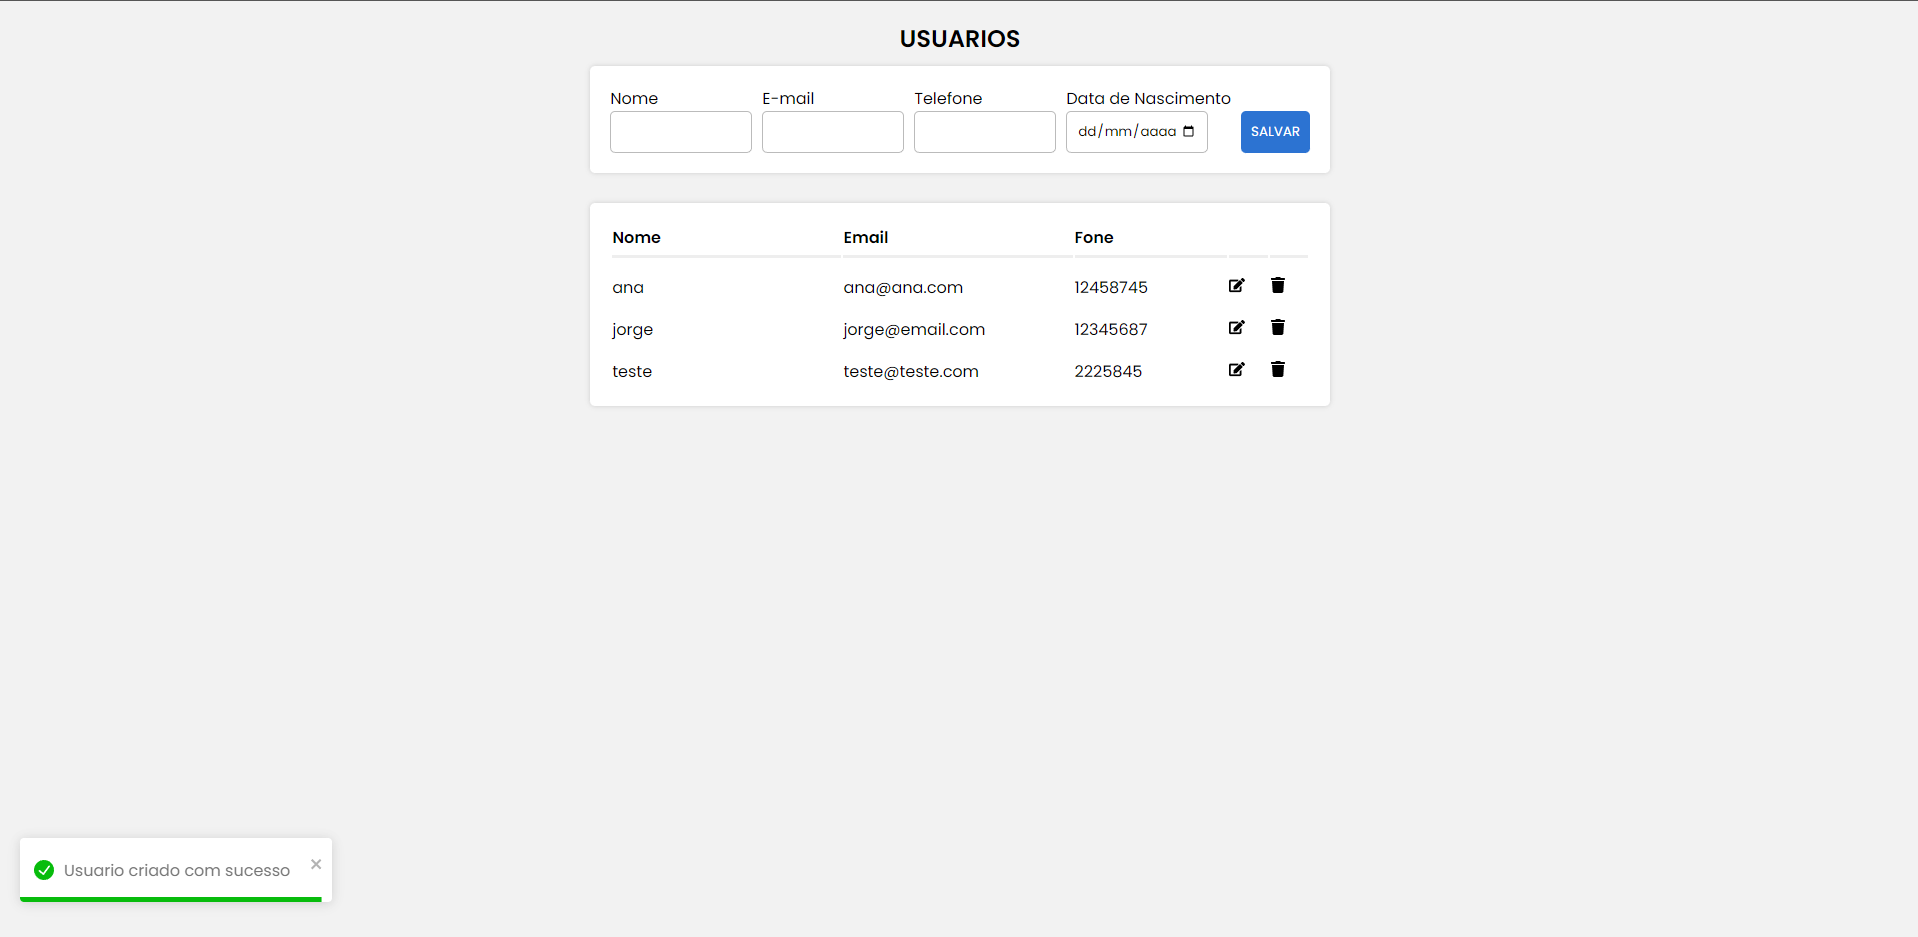 USUARIOS
Nome E-mail Telefone Data de Nascimento
dd/mm/aaaa SALVAR
Nome Email Fone
ana ana@ana.com 12458745
jorge jorge@email.com 12345687
teste teste@teste.com 2225845
Usuario criado com sucesso